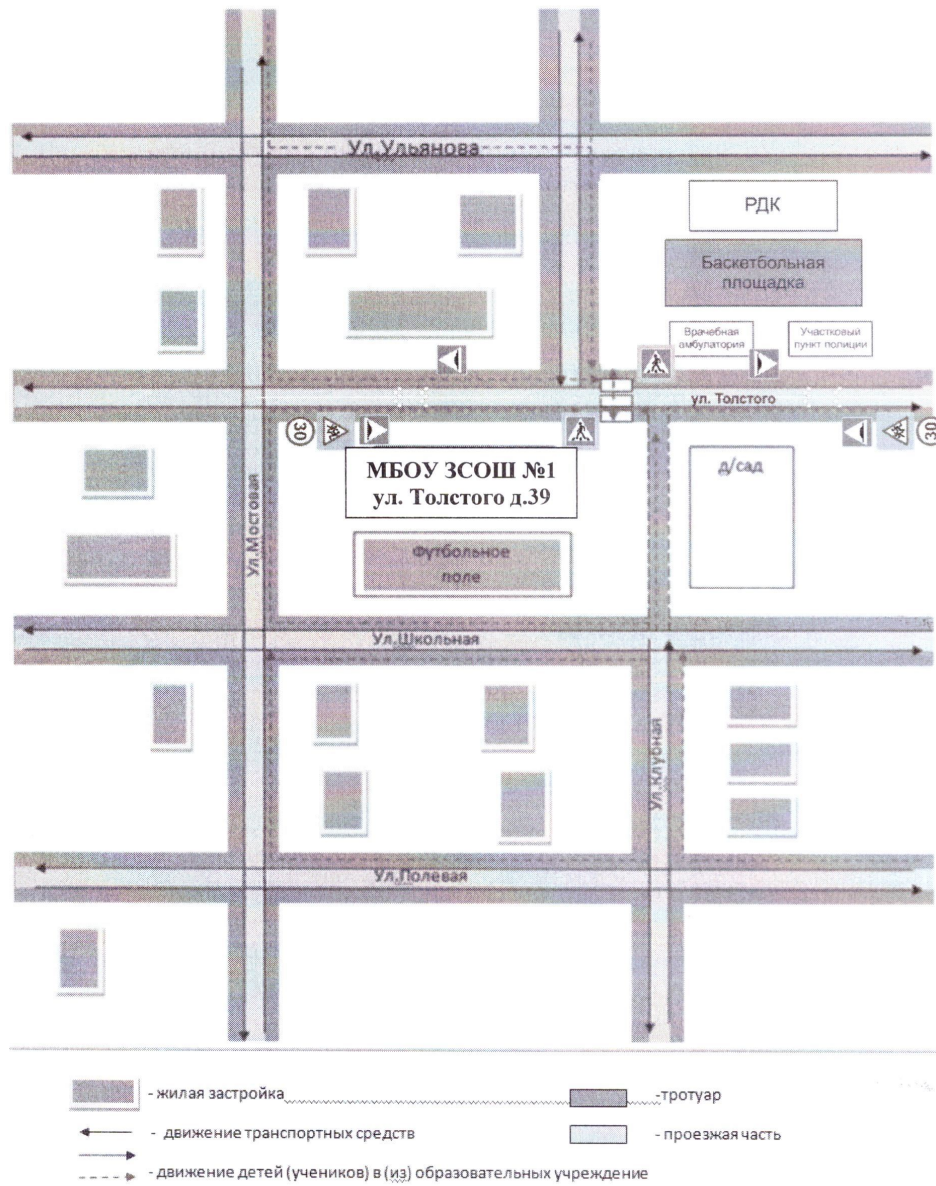 Ул.Ульянова
РДК
Баскетбольная
площадка
Врачебная
амбулатория
Участковый
пункт полиции
ул. Толстого
30
30
МБОУ ЗСОШ №1
ул. Толстого д.39
д/сад
Ул.Мостовая
Футбольное
поле
Ул.Школьная
Ул.Клубная
Ул.Полевая
- жилая застройка
-тротуар
- движение транспортных средств
- проезжая часть
- движение детей (учеников) в (из) образовательных учреждение